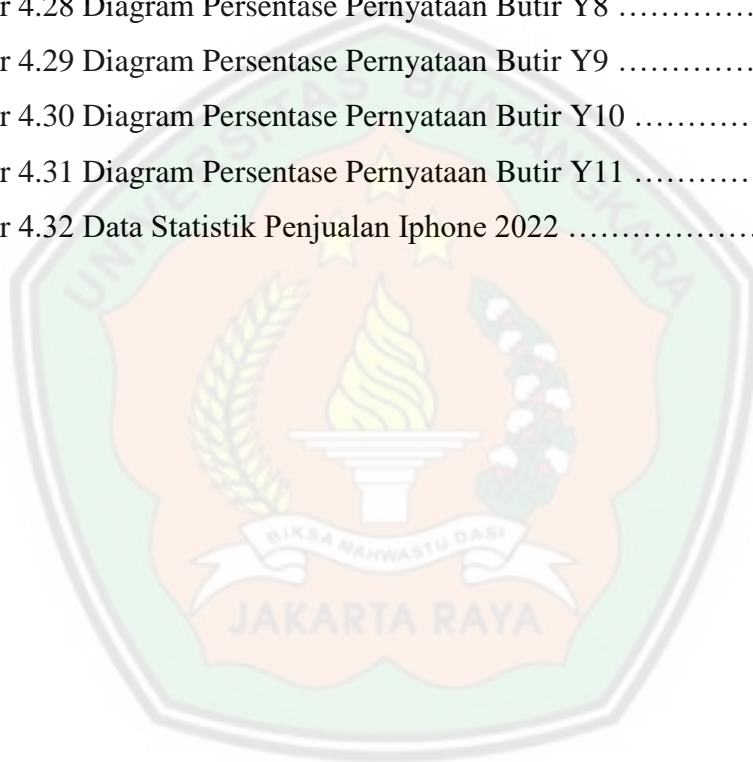 r 4.28 Diagram Persentase Pernyataan Butir Y8 ………….
r 4.29 Diagram Persentase Pernyataan Butir Y9 ………….
r 4.30 Diagram Persentase Pernyataan Butir Y10 …………
r 4.31 Diagram Persentase Pernyataan Butir Y11 …………
r 4.32 Data Statistik Penjualan Iphone 2022 ……………….
UNIVERSITAS BHAYANGKARA
BIKSA MAHWASTU DASI
JAKARTA RAYA